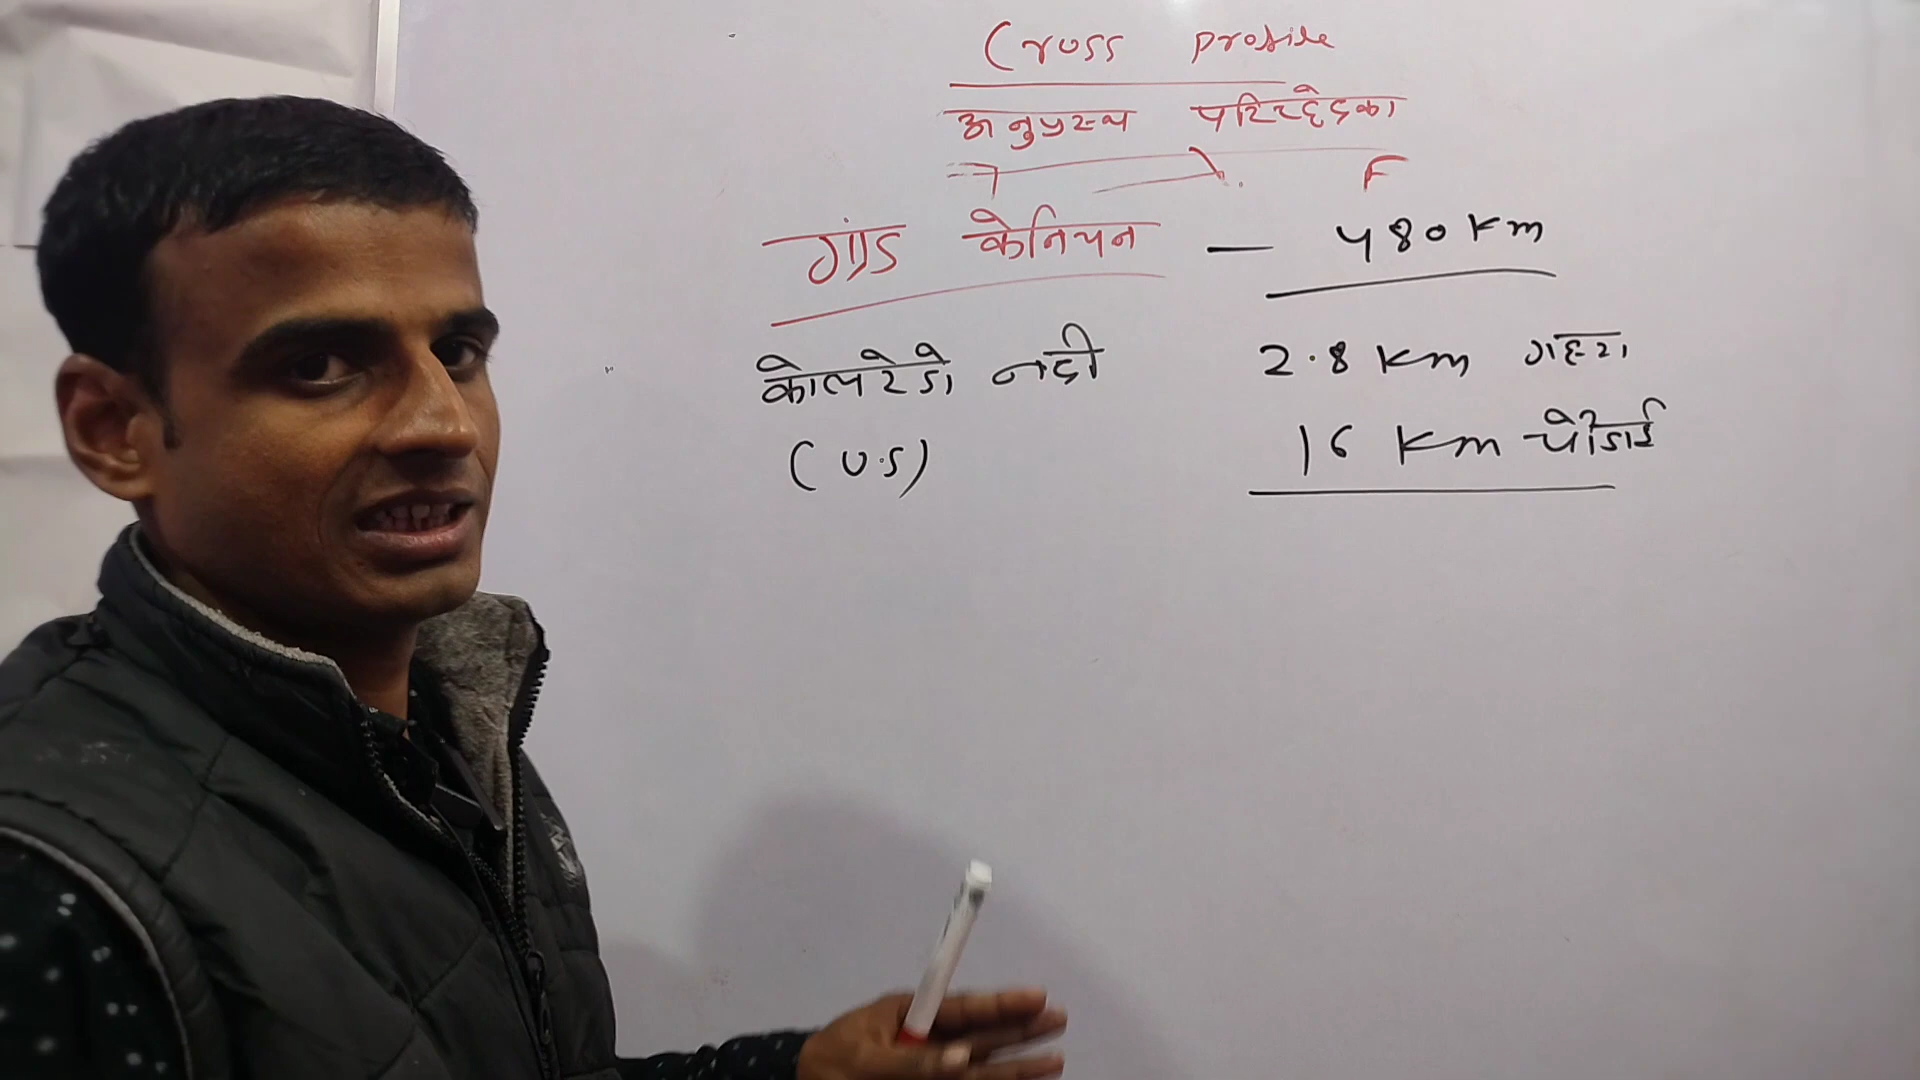 Cross profile
अनुप्रस्थ परिच्छेदिका
ग्रांड केनियन — 480 km
कोलरेडो नदी 2.8 km गहरा
(U.S) 16 km चौडाई